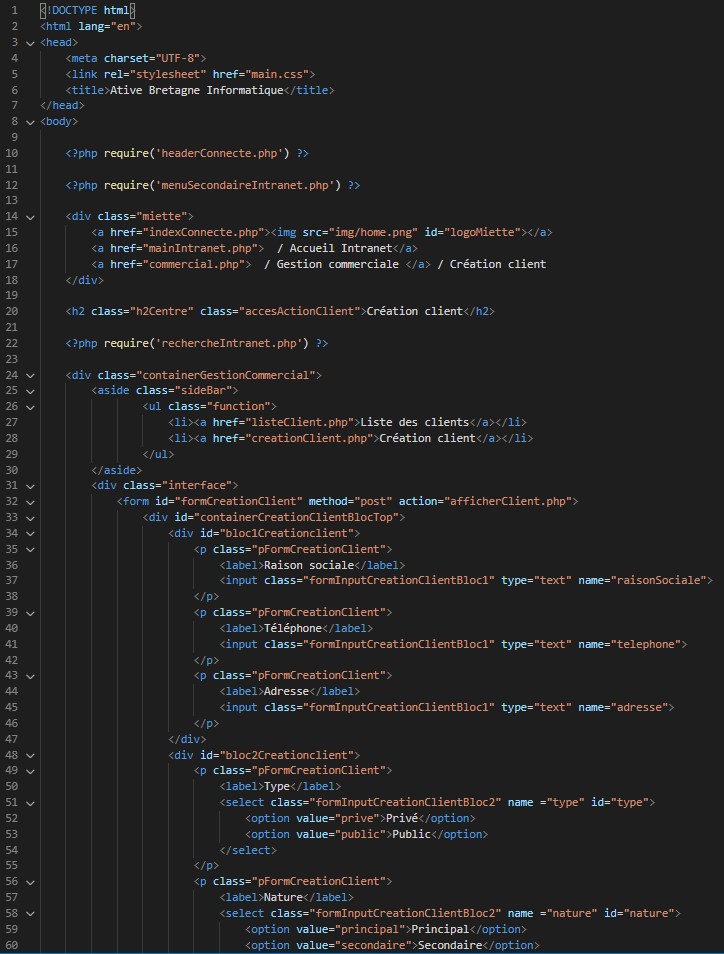 1 <!DOCTYPE html>
2 <html lang="en">
3 <head>
4 <meta charset="UTF-8">
5 <link rel="stylesheet" href="main.css">
6 <title>Ative Bretagne Informatique</title>
7 </head>
8 <body>
9
10 <?php require('headerConnecte.php') ?>
11
12 <?php require('menuSecondaireIntranet.php') ?>
13
14 <div class="miette">
15 <a href="indexConnecte.php"><img src="img/home.png" id="logoMiette"></a>
16 <a href="mainIntranet.php">  / Accueil Intranet</a>
17 <a href="commercial.php">  / Gestion commerciale </a> / Création client
18 </div>
19
20 <h2 class="h2Centre" class="accesActionClient">Création client</h2>
21
22 <?php require('rechercheIntranet.php') ?>
23
24 <div class="containerGestionCommercial">
25 <aside class="sideBar">
26 <ul class="function">
27 <li><a href="listeClient.php">Liste des clients</a></li>
28 <li><a href="creationClient.php">Création client</a></li>
29 </ul>
30 </aside>
31 <div class="interface">
32 <form id="formCreationClient" method="post" action="afficherClient.php">
33 <div id="containerCreationClientBlocTop">
34 <div id="bloc1Creationclient">
35 <p class="pFormCreationClient">
36 <label>Raison sociale</label>
37 <input class="formInputCreationClientBloc1" type="text" name="raisonSociale">
38 </p>
39 <p class="pFormCreationClient">
40 <label>Téléphone</label>
41 <input class="formInputCreationClientBloc1" type="text" name="telephone">
42 </p>
43 <p class="pFormCreationClient">
44 <label>Adresse</label>
45 <input class="formInputCreationClientBloc1" type="text" name="adresse">
46 </p>
47 </div>
48 <div id="bloc2Creationclient">
49 <p class="pFormCreationClient">
50 <label>Type</label>
51 <select class="formInputCreationClientBloc2" name ="type" id="type">
52 <option value="prive">Privé</option>
53 <option value="public">Public</option>
54 </select>
55 </p>
56 <p class="pFormCreationClient">
57 <label>Nature</label>
58 <select class="formInputCreationClientBloc2" name ="nature" id="nature">
59 <option value="principal">Principal</option>
60 <option value="secondaire">Secondaire</option>